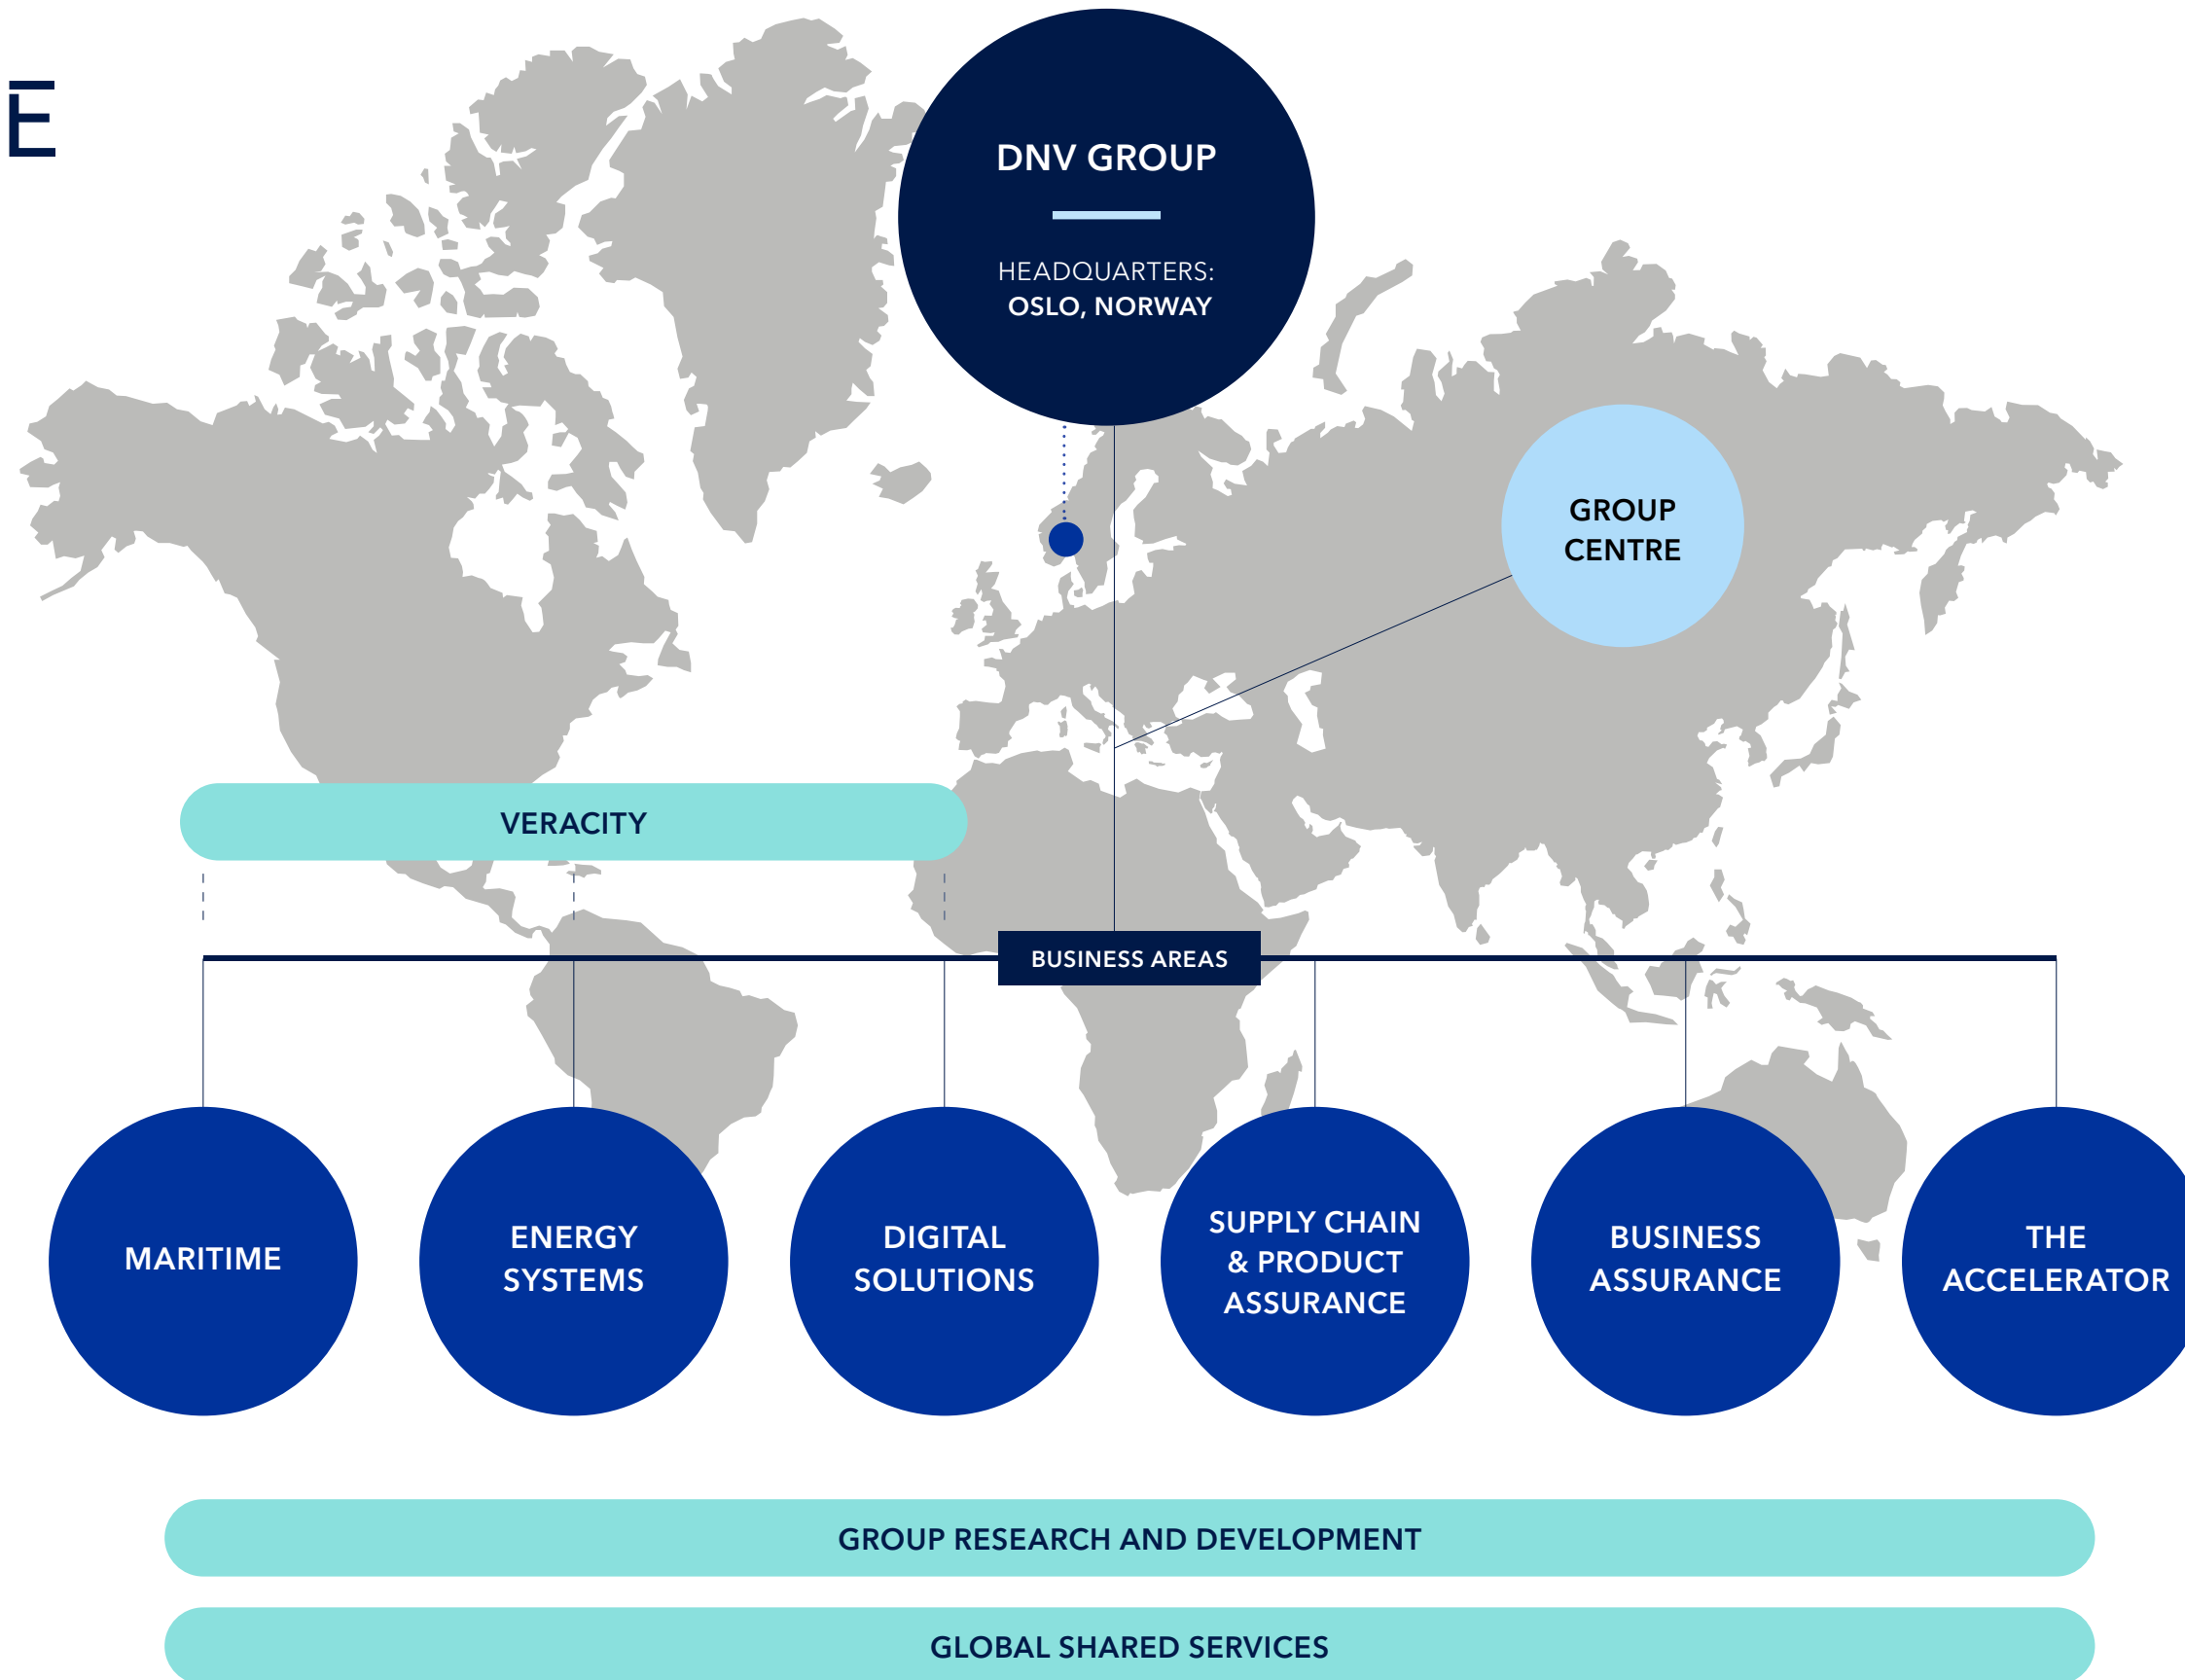 E
DNV GROUP
HEADQUARTERS:
OSLO, NORWAY
GROUP
CENTRE
VERACITY
BUSINESS AREAS
MARITIME
ENERGY
SYSTEMS
DIGITAL
SOLUTIONS
SUPPLY CHAIN
& PRODUCT
ASSURANCE
BUSINESS
ASSURANCE
THE
ACCELERATOR
GROUP RESEARCH AND DEVELOPMENT
GLOBAL SHARED SERVICES